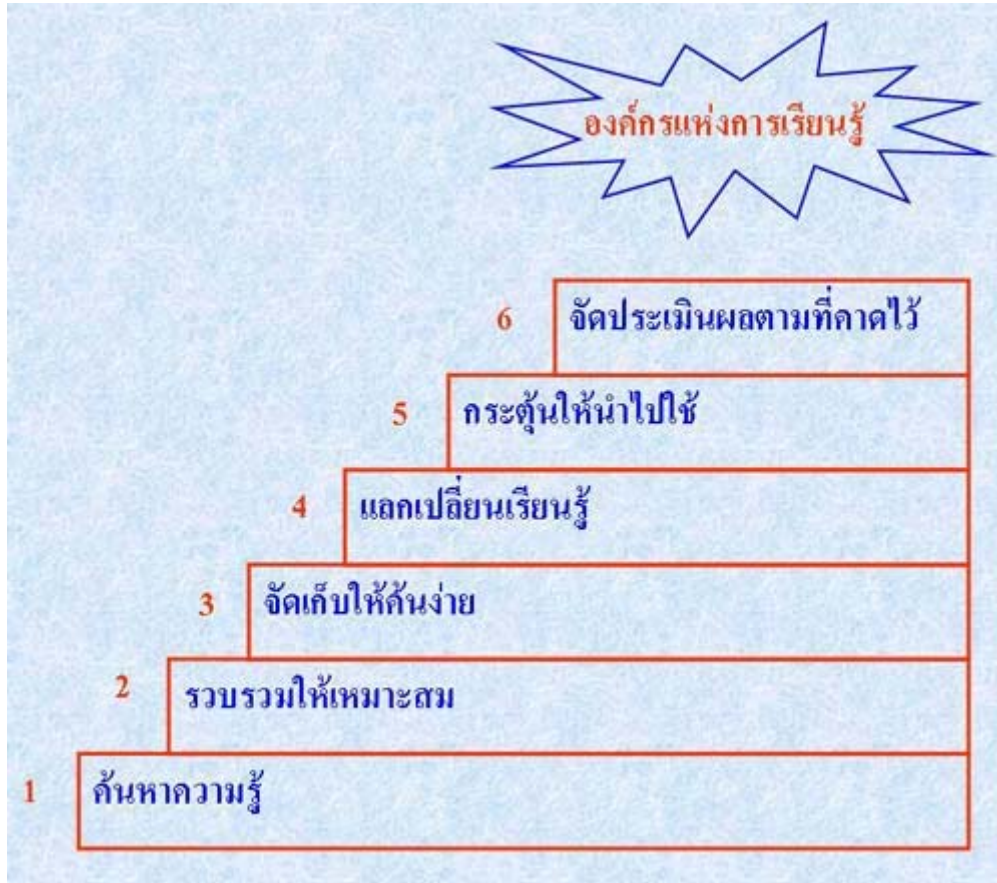 องค์กรแห่งการเรียนรู้
6 จัดประเมินผลตามที่คาดไว้
5 กระตุ้นให้นำไปใช้
4 แลกเปลี่ยนเรียนรู้
3 จัดเก็บให้ค้นง่าย
2 รวบรวมให้เหมาะสม
1 ค้นหาความรู้